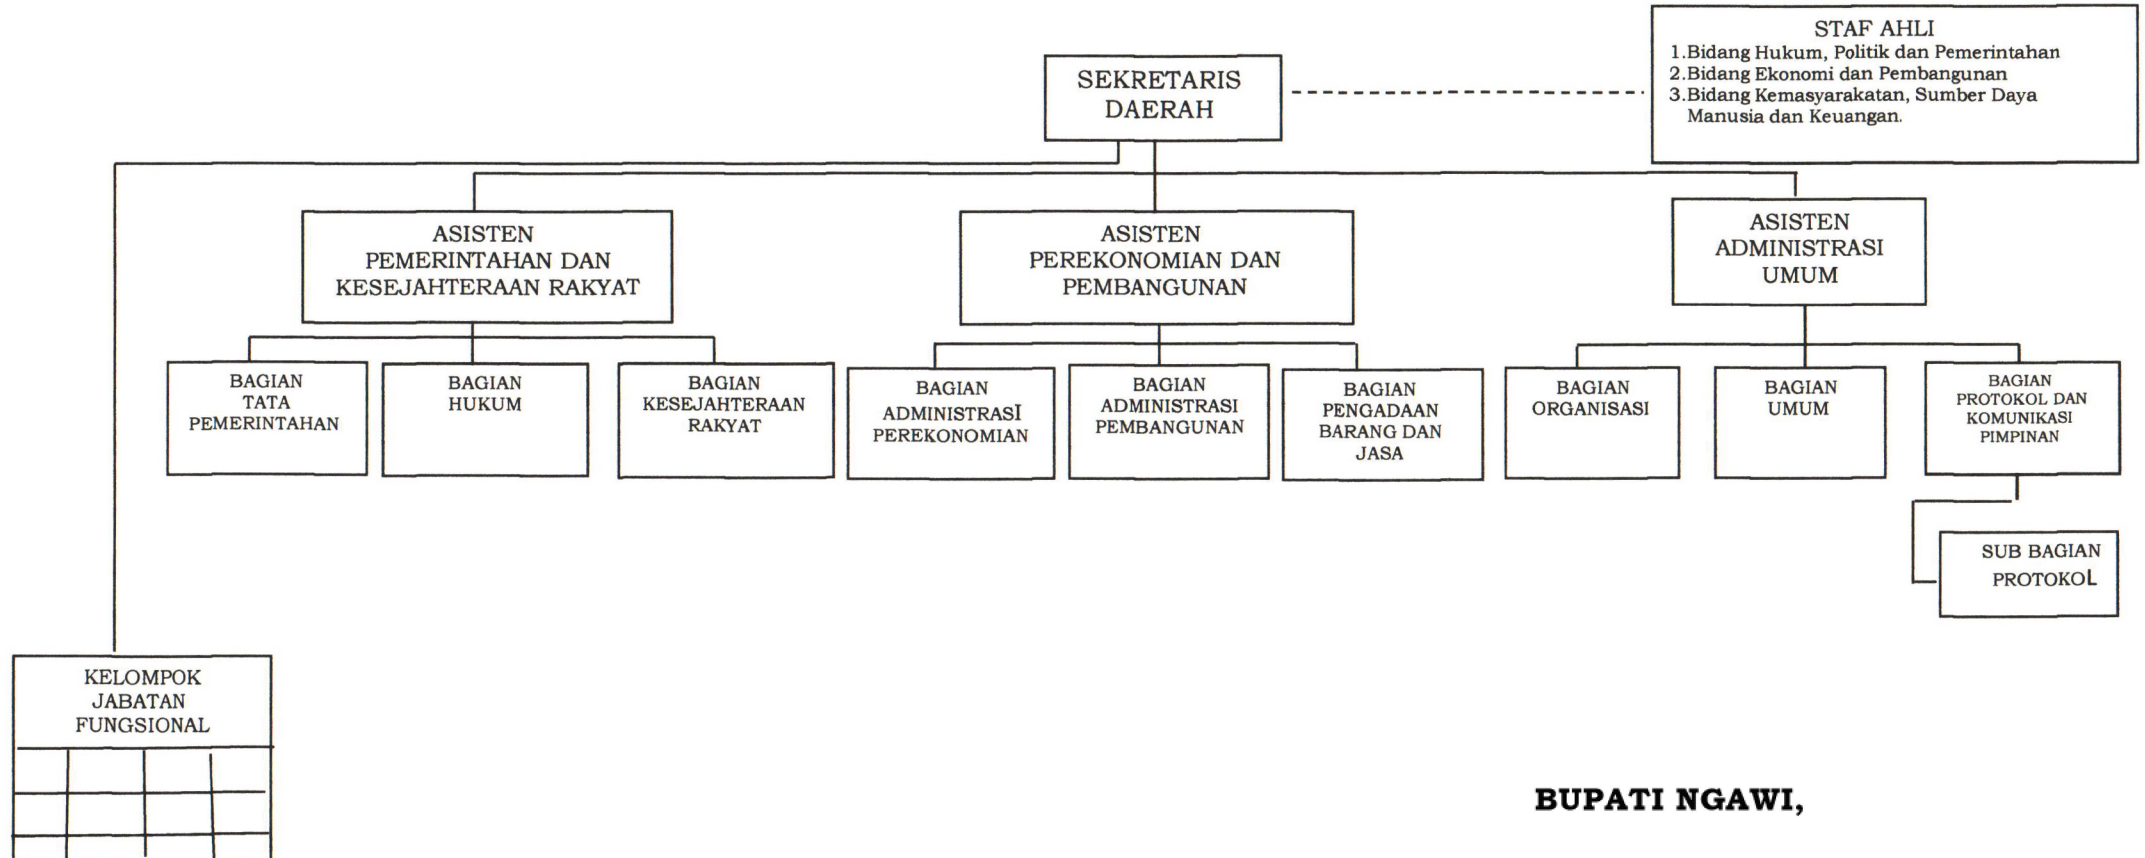 STAF AHLI
1.Bidang Hukum, Politik dan Pemerintahan
2.Bidang Ekonomi dan Pembangunan
3.Bidang Kemasyarakatan, Sumber Daya
Manusia dan Keuangan.
SEKRETARIS
DAERAH
ASISTEN
PEMERINTAHAN DAN
KESEJAHTERAAN RAKYAT
ASISTEN
PEREKONOMIAN DAN
PEMBANGUNAN
ASISTEN
ADMINISTRASI
UMUM
BAGIAN
TATA
PEMERINTAHAN
BAGIAN
HUKUM
BAGIAN
KESEJAHTERAAN
RAKYAT
BAGIAN
ADMINISTRASI
PEREKONOMIAN
BAGIAN
ADMINISTRASI
PEMBANGUNAN
BAGIAN
PENGADAAN
BARANG DAN
JASA
BAGIAN
ORGANISASI
BAGIAN
UMUM
BAGIAN
PROTOKOL DAN
KOMUNIKASI
PIMPINAN
SUB BAGIAN
PROTOKOL
KELOMPOK
JABATAN
FUNGSIONAL
BUPATI NGAWI,